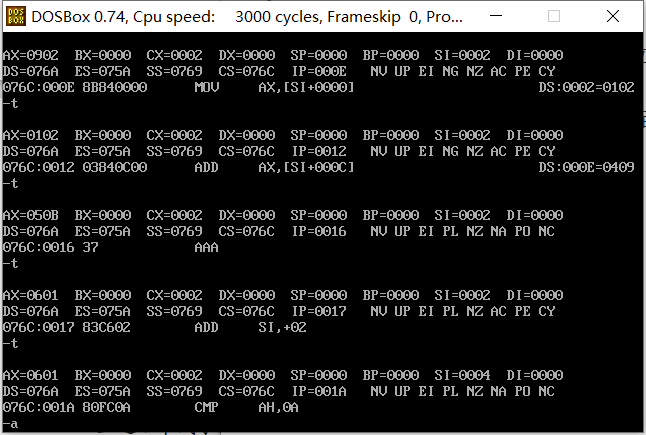 DOS BOX DOSBox 0.74, Cpu speed: 3000 cycles, Frameskip 0, Pro...
AX=0902 BX=0000 CX=0002 DX=0000 SP=0000 BP=0000 SI=0002 DI=0000
DS=076A ES=075A SS=0769 CS=076C IP=000E NV UP EI NG NZ AC PE CY
076C:000E 8B840000 MOV AX,[SI+0000] DS:0002=0102
-t
AX=0102 BX=0000 CX=0002 DX=0000 SP=0000 BP=0000 SI=0002 DI=0000
DS=076A ES=075A SS=0769 CS=076C IP=0012 NV UP EI NG NZ AC PE CY
076C:0012 03840C00 ADD AX,[SI+000C] DS:000E=0409
-t
AX=050B BX=0000 CX=0002 DX=0000 SP=0000 BP=0000 SI=0002 DI=0000
DS=076A ES=075A SS=0769 CS=076C IP=0016 NV UP EI PL NZ NA PO NC
076C:0016 37 AAA
-t
AX=0601 BX=0000 CX=0002 DX=0000 SP=0000 BP=0000 SI=0002 DI=0000
DS=076A ES=075A SS=0769 CS=076C IP=0017 NV UP EI PL NZ AC PE CY
076C:0017 83C602 ADD SI,+02
-t
AX=0601 BX=0000 CX=0002 DX=0000 SP=0000 BP=0000 SI=0004 DI=0000
DS=076A ES=075A SS=0769 CS=076C IP=001A NV UP EI PL NZ NA PO NC
076C:001A 80FC0A CMP AH,0A
-a